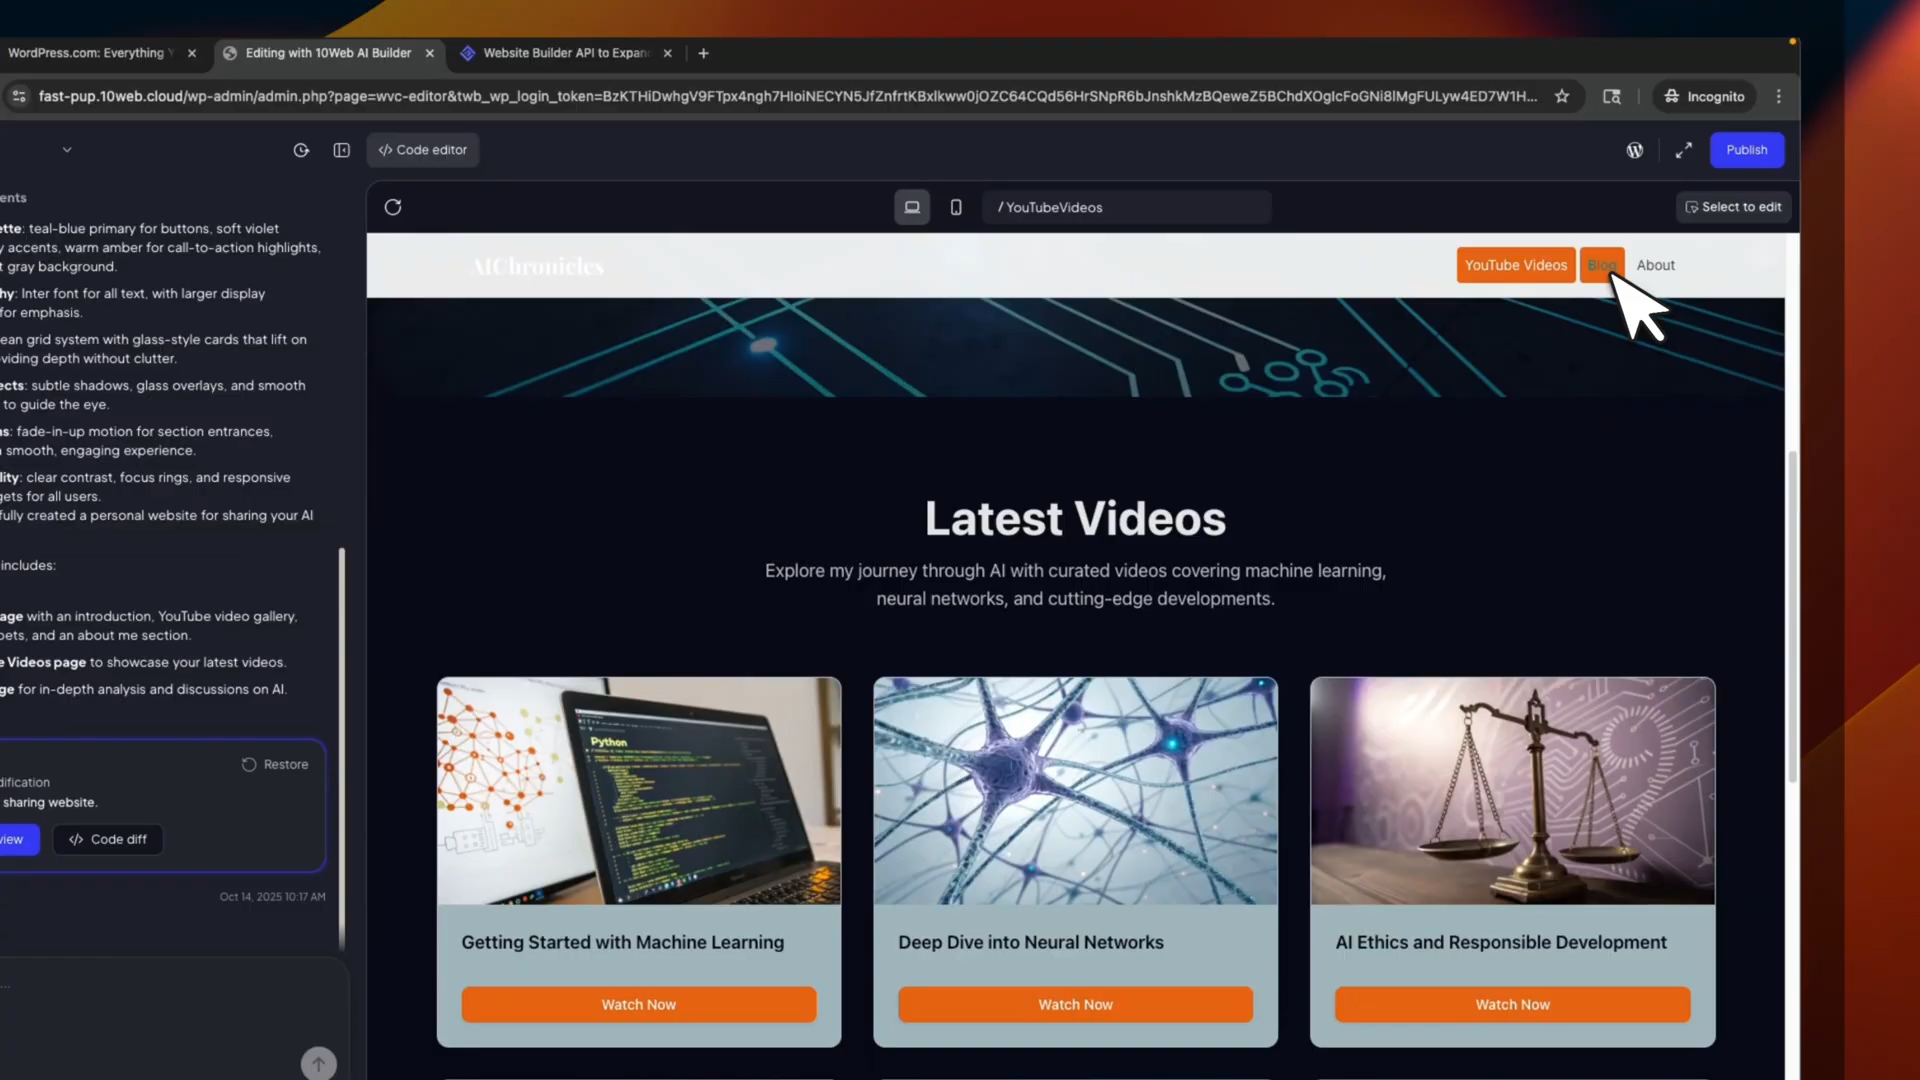 WordPress.com: Everything Y
Editing with 10Web AI Builder
Website Builder API to Expan
fast-pup.10web.cloud/wp-admin/admin.php?page=wvc-editor&twb_wp_login_token=BzKTHiDwhgV9FTpx4ngh7HIoiNECYN5JfZnfrtKBxlkww0jOZC64CQd56HrSNpR6bJnshkMzBQeweZ5BChdXOgIcFoGNi8lMgFULyw4ED7W1H...
Incognito
</> Code editor
Publish
/ YouTubeVideos
Select to edit
ents
ette: teal-blue primary for buttons, soft violet
y accents, warm amber for call-to-action highlights,
t gray background.
hy: Inter font for all text, with larger display
for emphasis.
ean grid system with glass-style cards that lift on
viding depth without clutter.
ects: subtle shadows, glass overlays, and smooth
to guide the eye.
ns: fade-in-up motion for section entrances,
smooth, engaging experience.
ility: clear contrast, focus rings, and responsive
gets for all users.
fully created a personal website for sharing your AI
includes:
age with an introduction, YouTube video gallery,
pets, and an about me section.
e Videos page to showcase your latest videos.
ge for in-depth analysis and discussions on AI.
Restore
dification
sharing website.
view
</> Code diff
Oct 14, 2025 10:17 AM
...
AIChronicles
YouTube Videos
Blog
About
Latest Videos
Explore my journey through AI with curated videos covering machine learning,
neural networks, and cutting-edge developments.
Python
Getting Started with Machine Learning
Watch Now
Deep Dive into Neural Networks
Watch Now
AI Ethics and Responsible Development
Watch Now